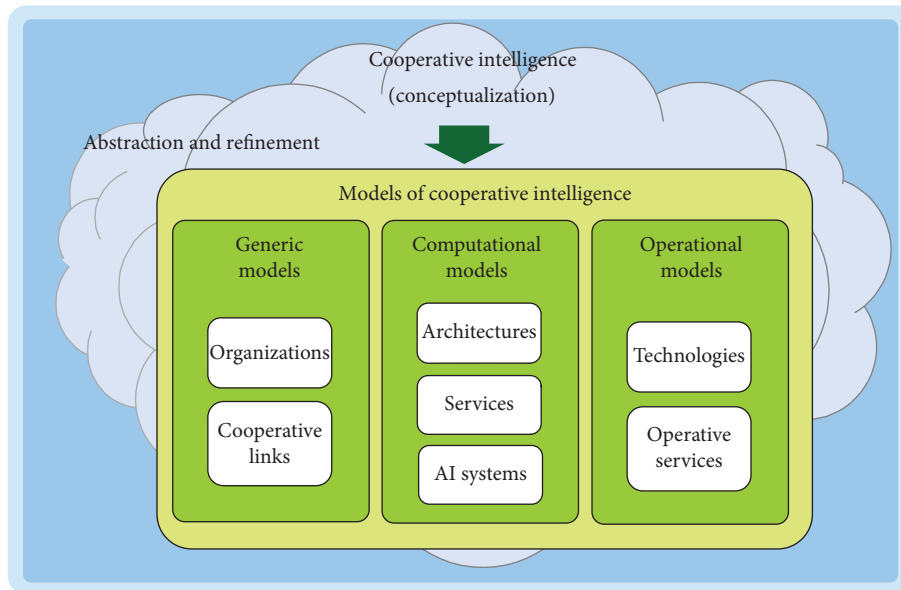 Cooperative intelligence
(conceptualization)
Abstraction and refinement
Models of cooperative intelligence
Generic
models
Organizations
Cooperative
links
Computational
models
Architectures
Services
AI systems
Operational
models
Technologies
Operative
services